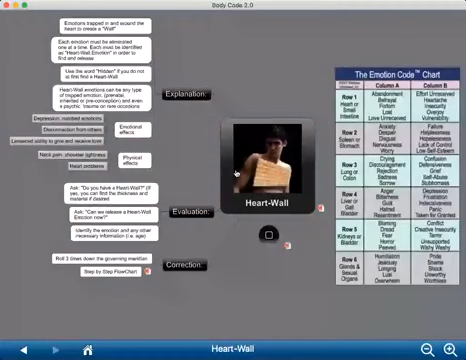 Body Code 2.0
Emotions trapped in and around the
heart to create a "Wall"
Each emotion must be eliminated
one at a time. Each must be identified
as "Heart-Wall Emotion" in order to
find and release
Use the word "Hidden" if you do not
at first find a Heart-Wall
Heart-Wall emotions can be any type
of trapped emotion. (prenatal,
inherited or pre-conception) and even
a psychic trauma on rare occasions
Explanation:
Depression, muted emotions
Disconnection from others
Lowered ability to give and receive love
Emotional
effects
Neck pain, shoulder tightness
Heart problems
Physical
effects
Ask: "Do you have a Heart-Wall?" (If
yes, you can find the thickness and
material if desired
Ask: "Can we release a Heart-Wall
Emotion now?"
Identify the emotion and any other
necessary information (i.e. age)
Evaluation:
Roll 3 times down the governing meridian
Step by Step FlowChart
Correction:
Heart-Wall
The Emotion Code™ Chart
Column A
Column B
Row 1
Heart or
Small
Intestine
Abandonment
Betrayal
Forlorn
Lost
Love Unreceived
Effort Unreceived
Heartache
Insecurity
Overjoy
Vulnerability
Row 2
Spleen or
Stomach
Anxiety
Despair
Disgust
Nervousness
Worry
Failure
Helplessness
Hopelessness
Lack of Control
Low Self-Esteem
Row 3
Lung or
Colon
Crying
Discouragement
Rejection
Sadness
Sorrow
Confusion
Defensiveness
Grief
Self-Abuse
Stubbornness
Row 4
Liver or
Gall
Bladder
Anger
Bitterness
Guilt
Hatred
Resentment
Depression
Frustration
Indecisiveness
Panic
Taken for Granted
Row 5
Kidneys or
Bladder
Blaming
Dread
Fear
Horror
Peeved
Conflict
Creative Insecurity
Terror
Unsupported
Wishy Washy
Row 6
Glands &
Sexual
Organs
Humiliation
Jealousy
Longing
Lust
Overwhelm
Pride
Shame
Shock
Unworthy
Worthless
Heart-Wall